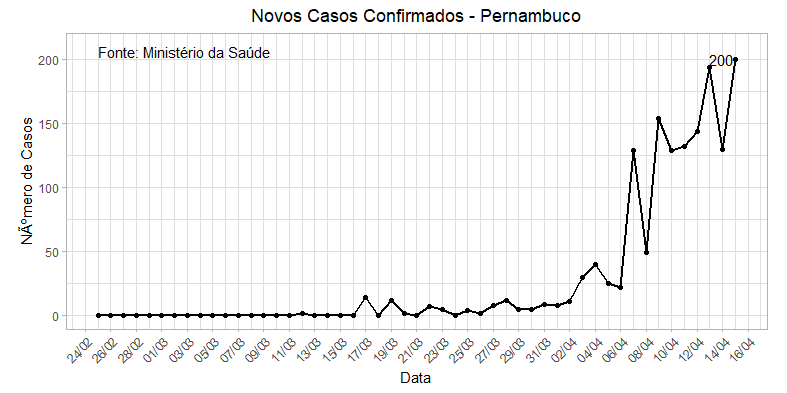 Novos Casos Confirmados - Pernambuco
Fonte: Ministério da Saúde
200
NÃºmero de Casos
200
150
100
50
0
24/02 26/02 28/02 01/03 03/03 05/03 07/03 09/03 11/03 13/03 15/03 17/03 19/03 21/03 23/03 25/03 27/03 29/03 31/03 02/04 04/04 06/04 08/04 10/04 12/04 14/04 16/04
Data